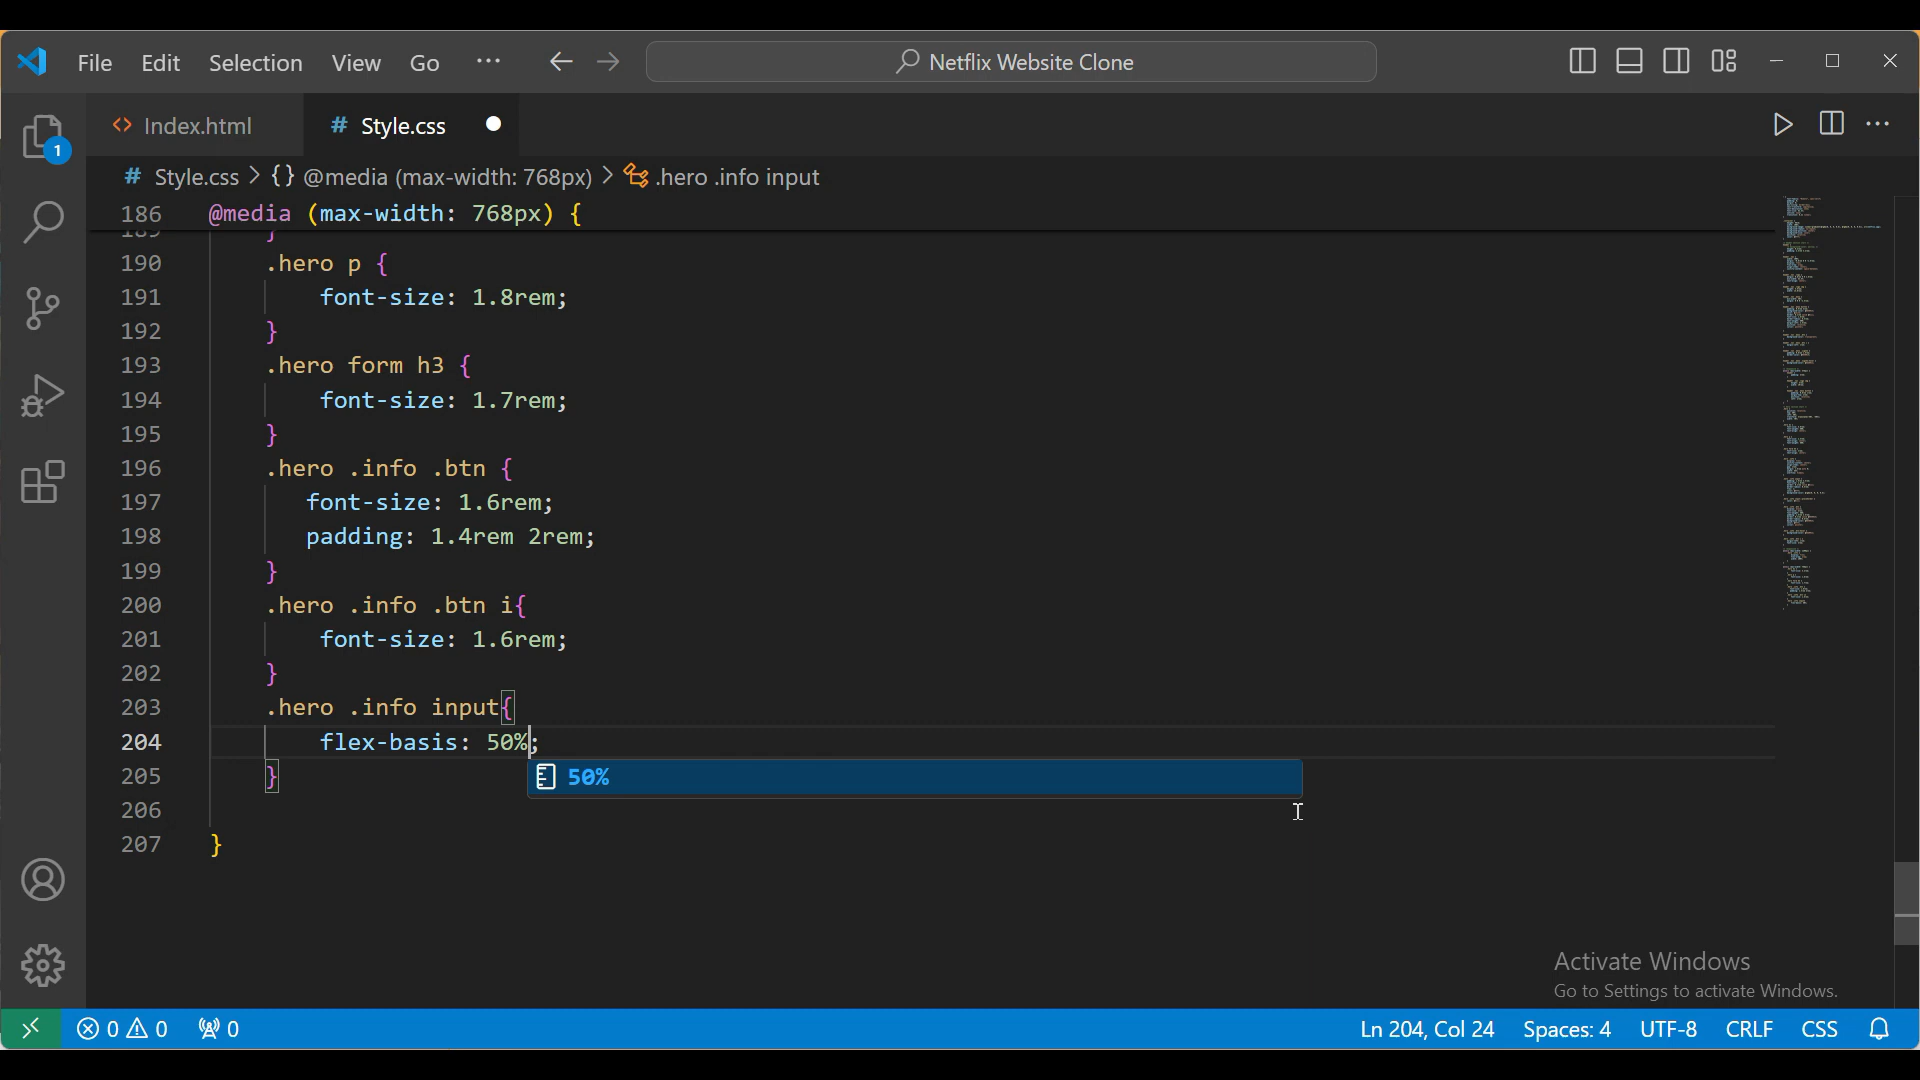 File Edit Selection View Go ··· Netflix Website Clone
Index.html # Style.css
# Style.css > {} @media (max-width: 768px) > .hero .info input
186 @media (max-width: 768px) {
189 }
190 .hero p {
191 font-size: 1.8rem;
192 }
193 .hero form h3 {
194 font-size: 1.7rem;
195 }
196 .hero .info .btn {
197 font-size: 1.6rem;
198 padding: 1.4rem 2rem;
199 }
200 .hero .info .btn i{
201 font-size: 1.6rem;
202 }
203 .hero .info input{
204 flex-basis: 50%;
205 }
50%
206
207 }
1
Activate Windows
Go to Settings to activate Windows.
0 0 0 Ln 204, Col 24 Spaces: 4 UTF-8 CRLF CSS